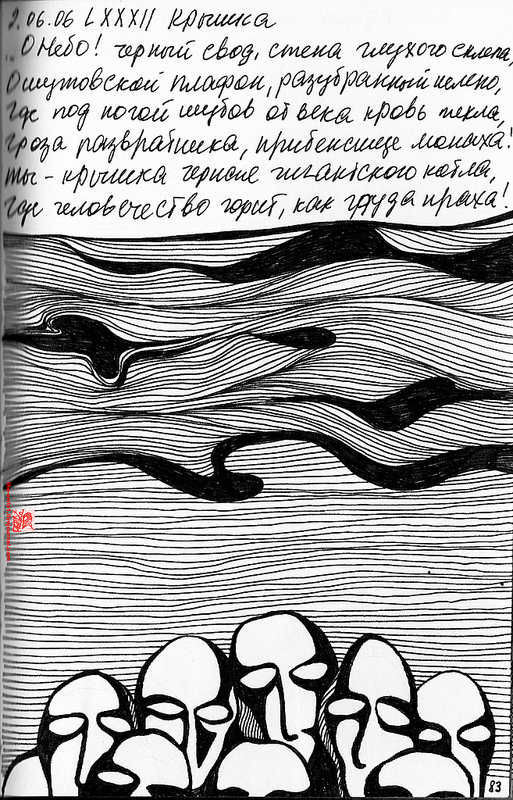 2.06.06 LXXXII Крышка
"О Небо! черный свод, стена глухого склепа,
О шутовской плафон, разубранный нелепо,
Где под ногой шутов от века кровь текла,
Гроза развратника, прибежище монаха!
Ты - крышка черная гигантского котла,
Где человечество горит, как груда праха!
83